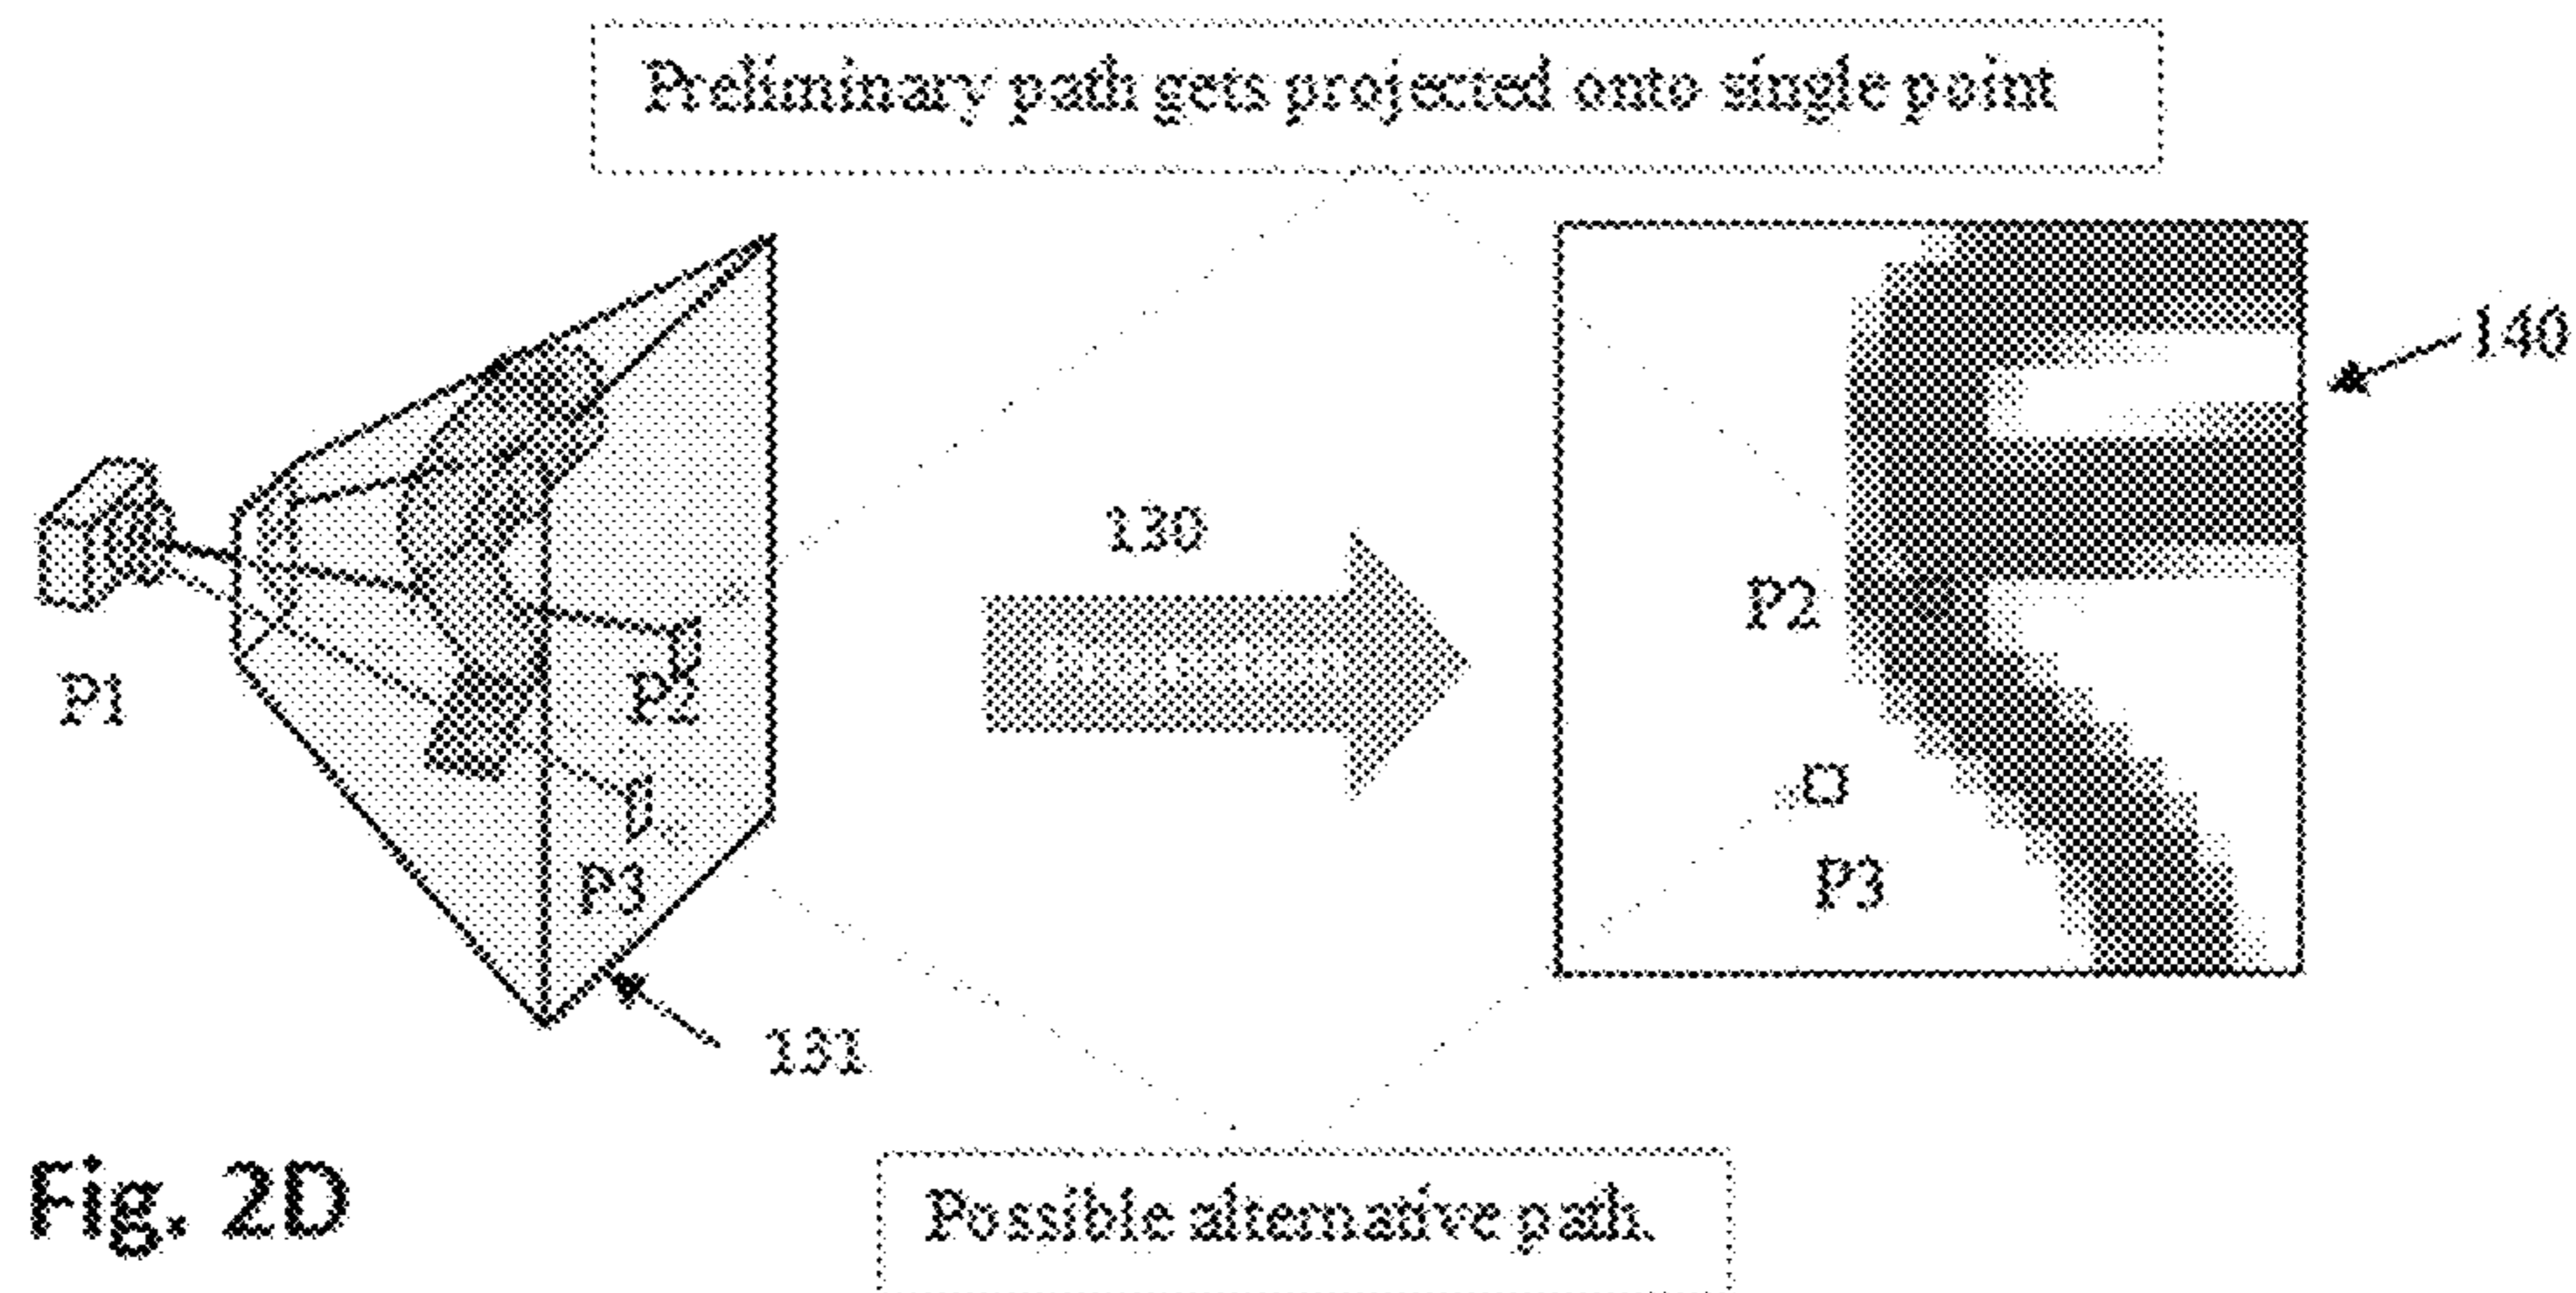 Preliminary path gets projected onto single point
140
130
P2
P1
P2
P3
P3
131
Possible alternative path.
Fig. 2D